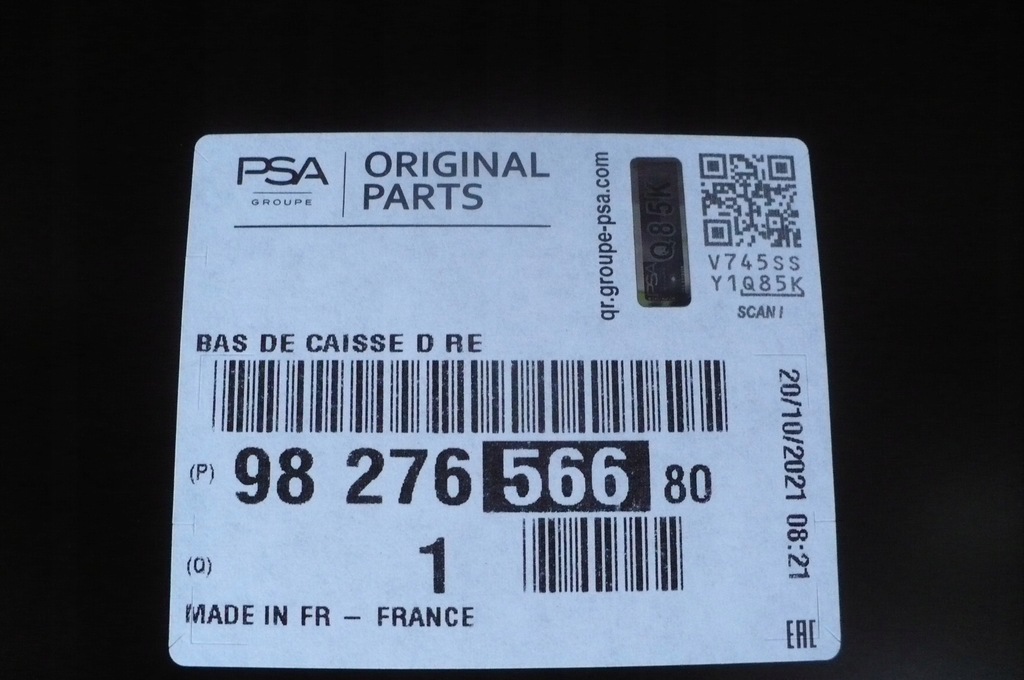 PSA
GROUPE
ORIGINAL
PARTS
qr.groupe-psa.com
PSA Q85K
V745SS
Y1Q85K
SCAN!
BAS DE CAISSE D RE
(P) 98 276 566 80
(Q) 1
MADE IN FR – FRANCE
20/10/2021 08:21
EAC